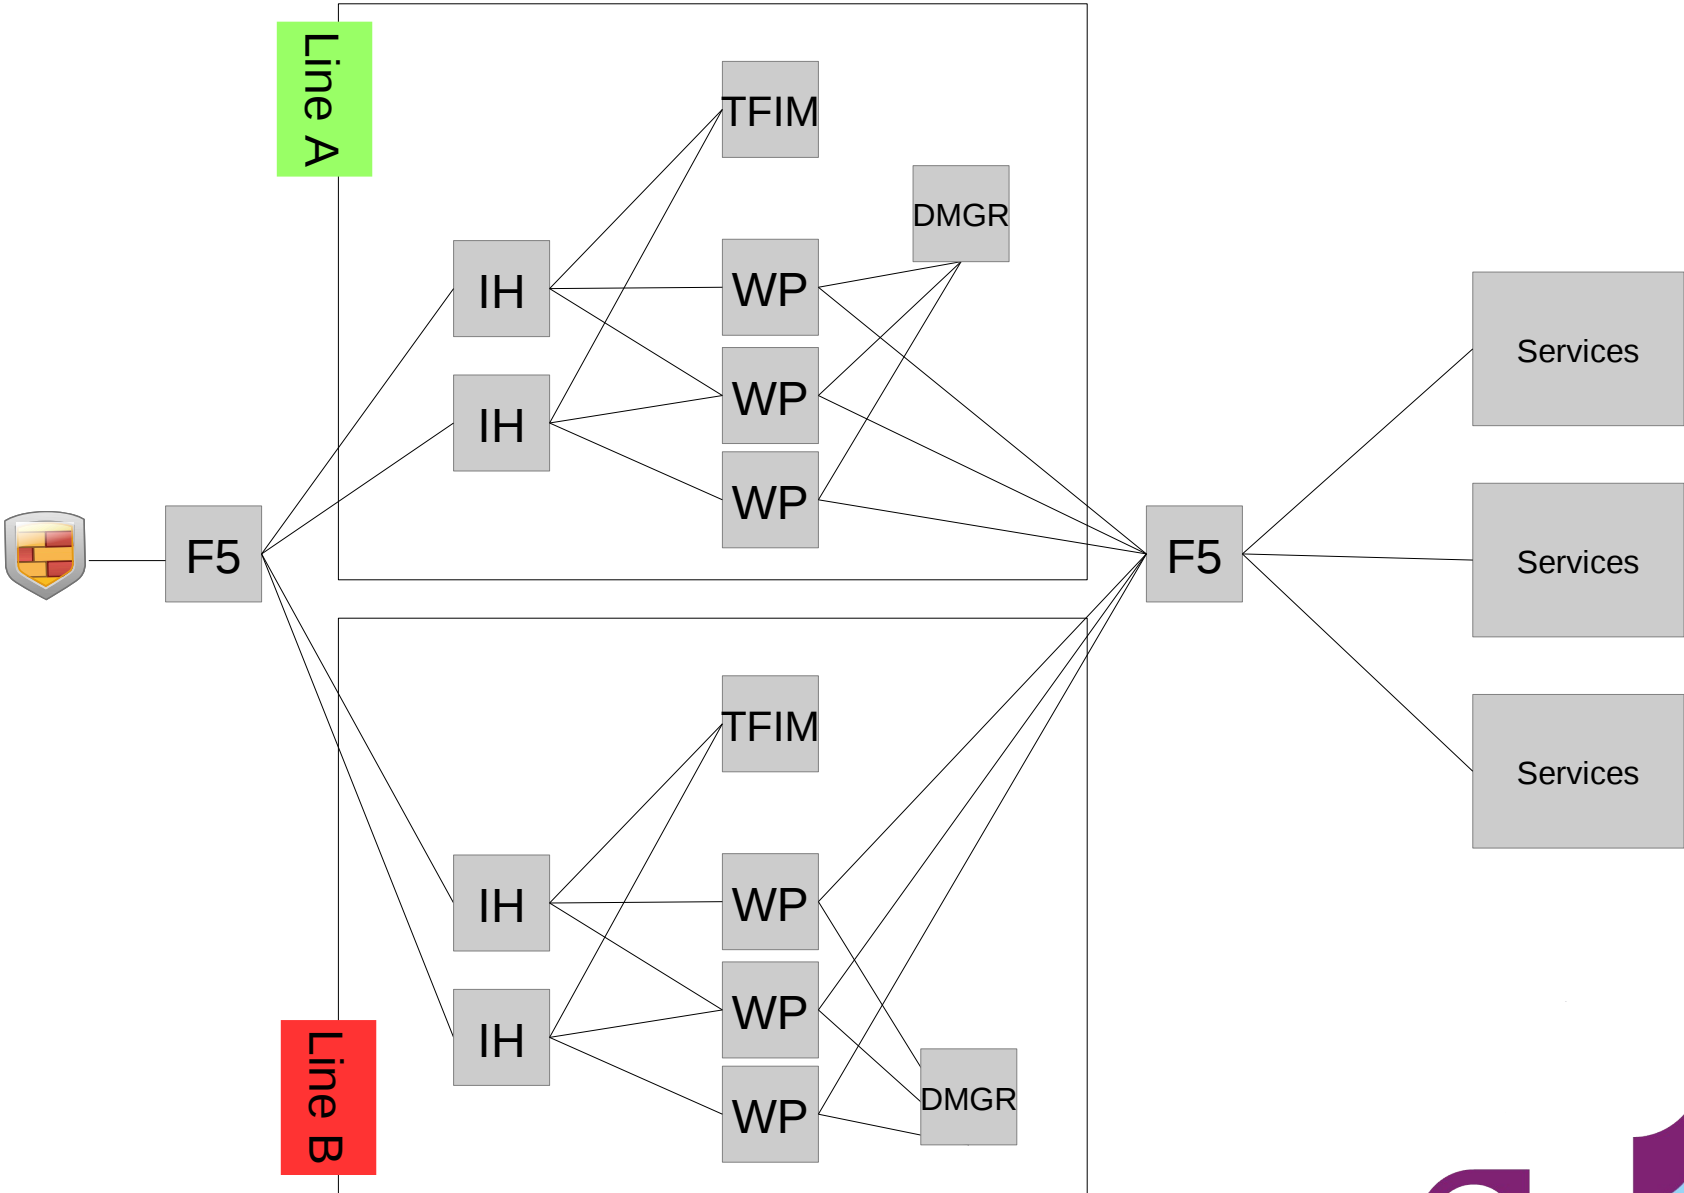 Line A
TFIM
DMGR
IH
WP
IH
WP
WP
F5
F5
Services
Services
Services
TFIM
IH
WP
IH
WP
WP
DMGR
Line B